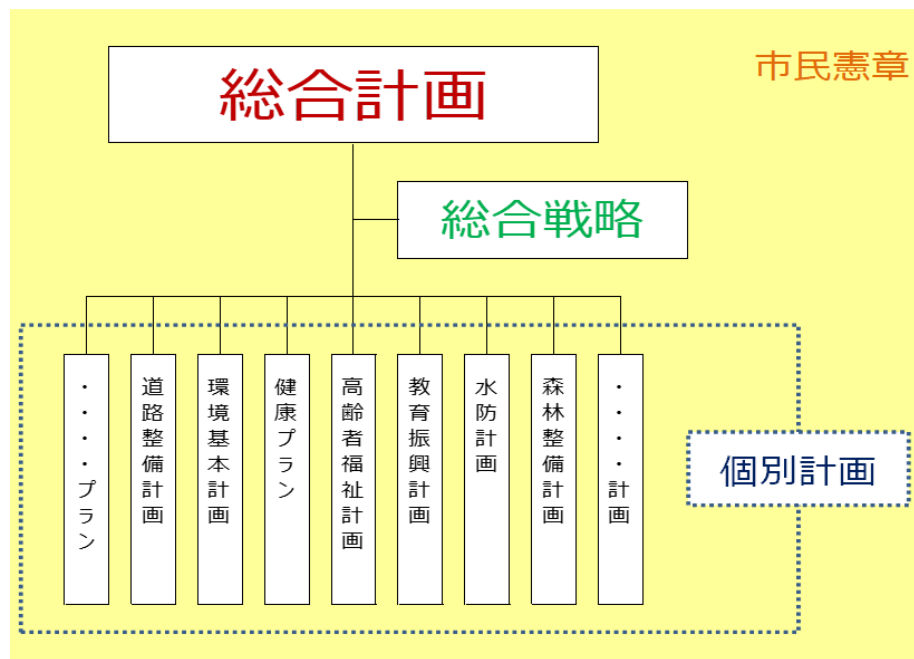 市民憲章
総合計画
総合戦略
・・・・プラン
道路整備計画
環境基本計画
健康プラン
高齢者福祉計画
教育振興計画
水防計画
森林整備計画
・・・・計画
個別計画